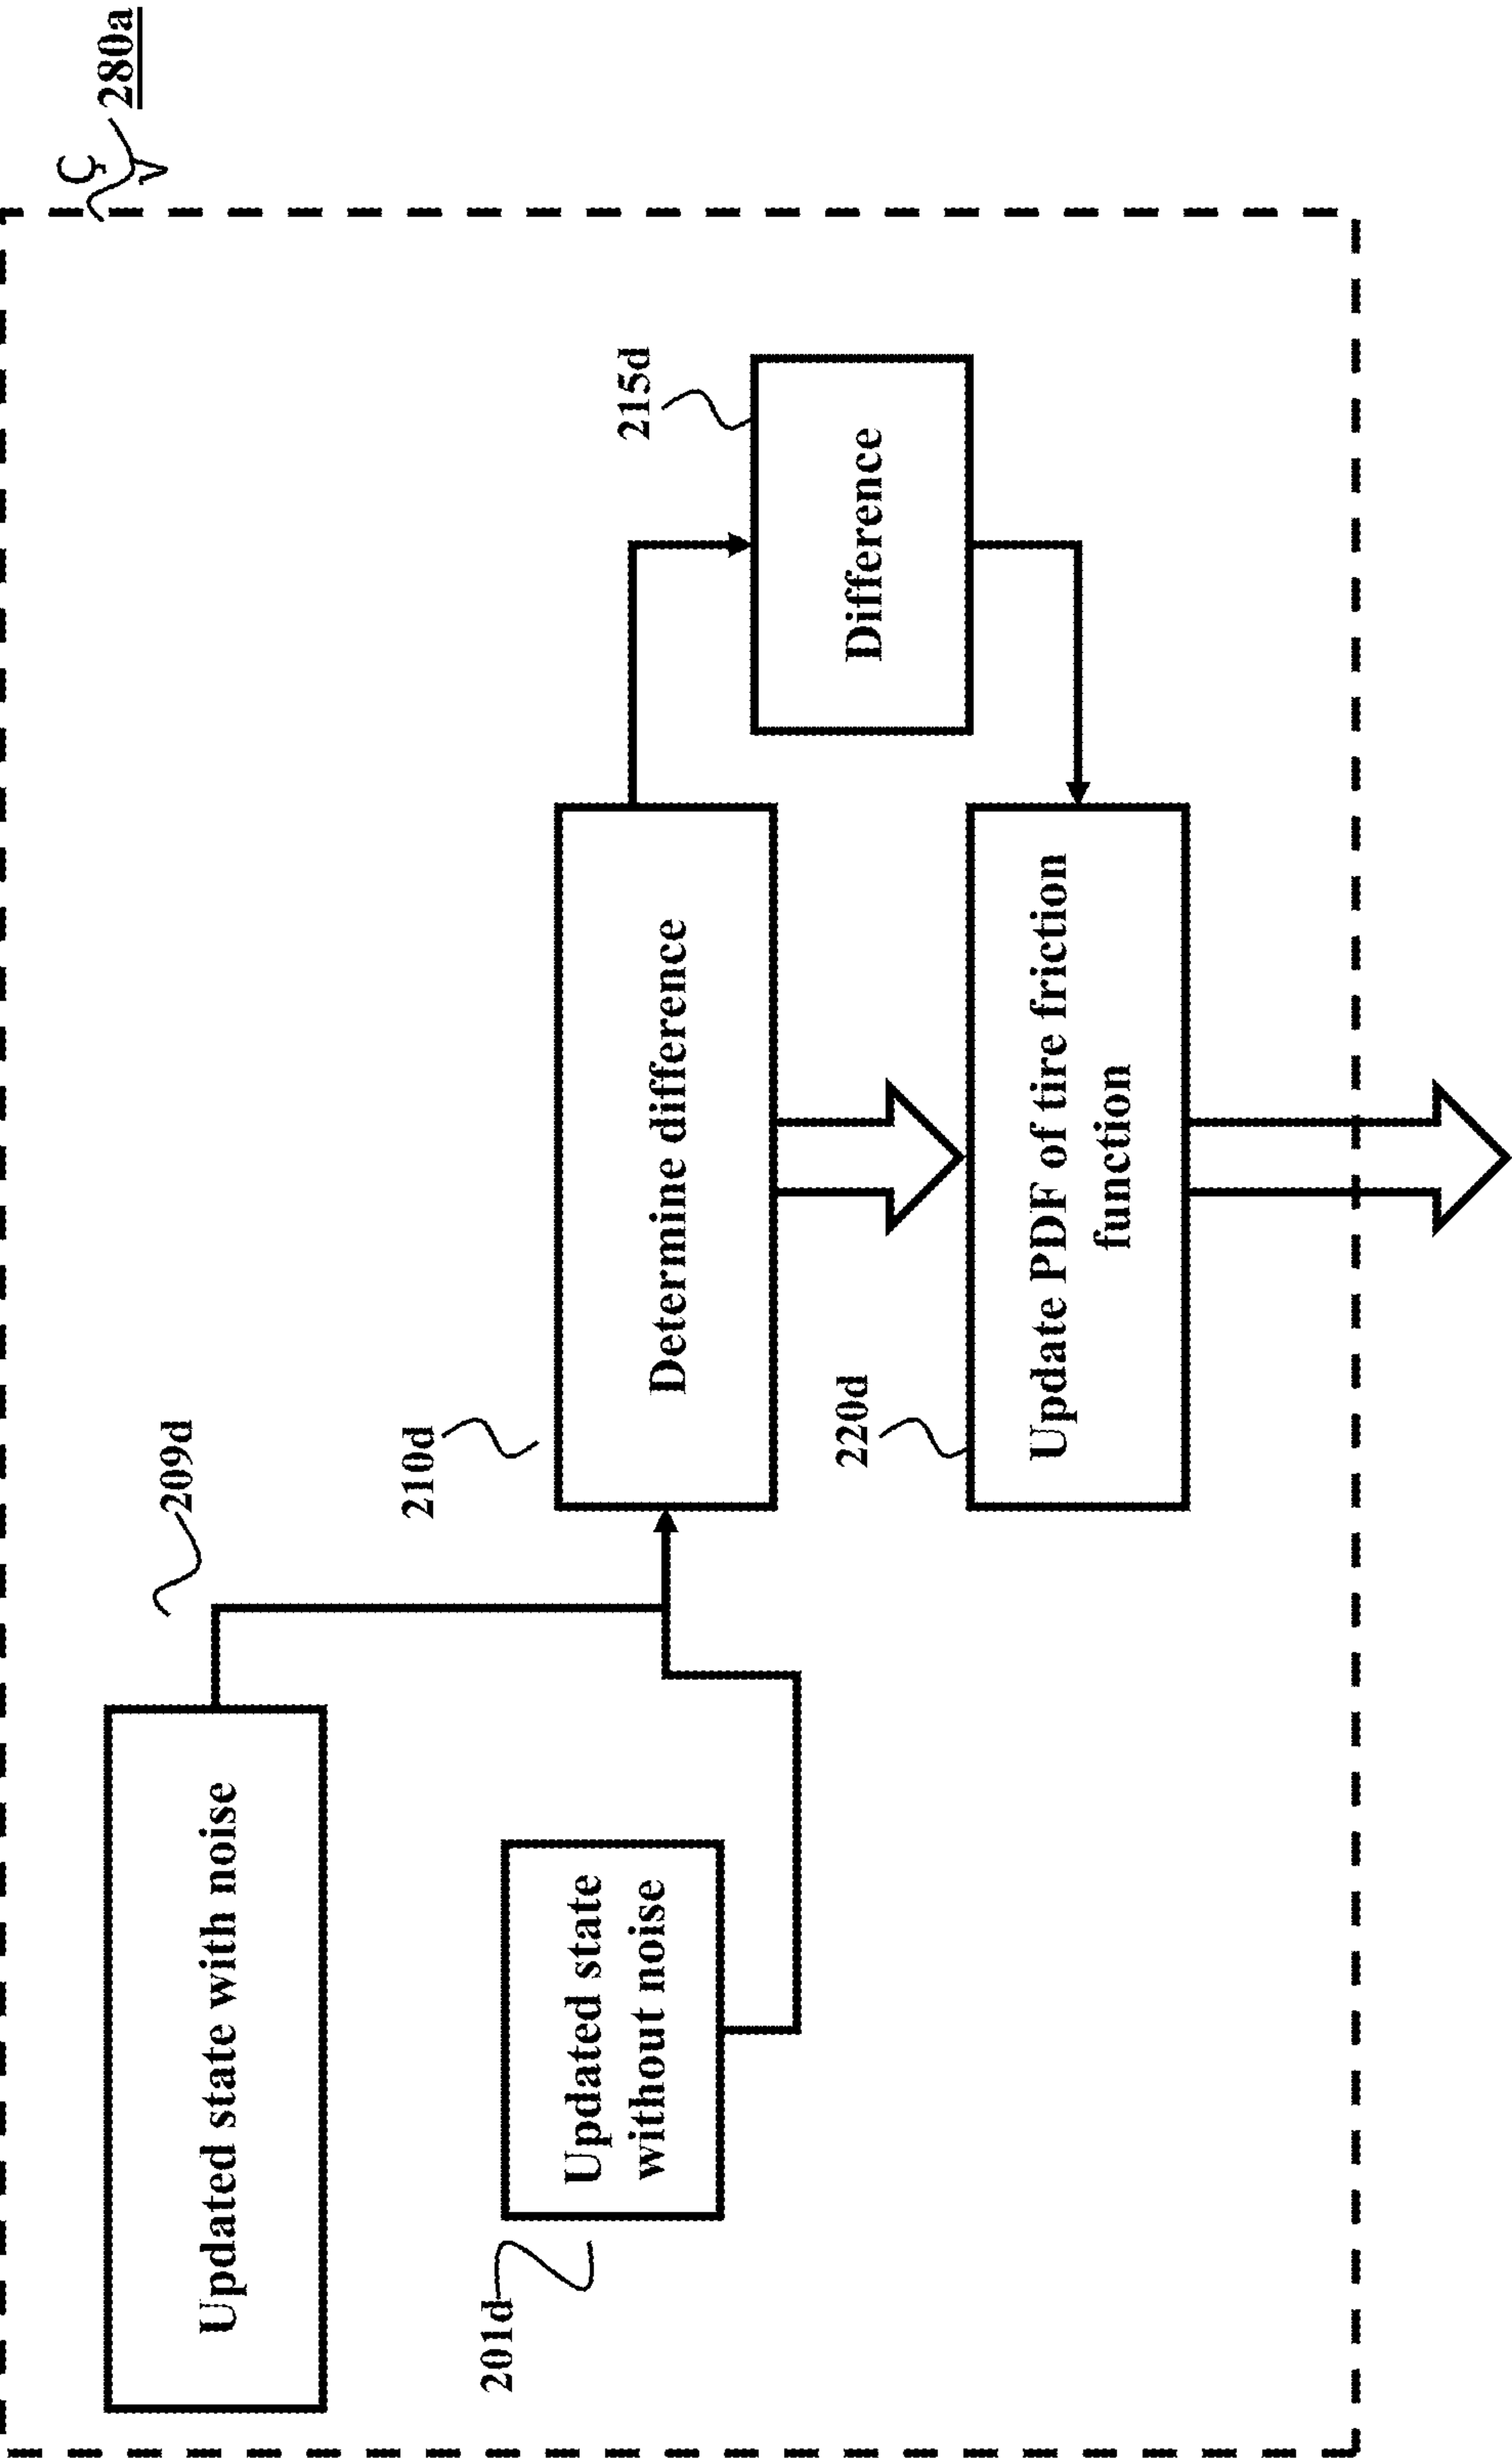 280a
Updated state with noise
209d
201d
Updated state
without noise
210d
Determine difference
215d
Difference
220d
Update PDF of tire friction
function